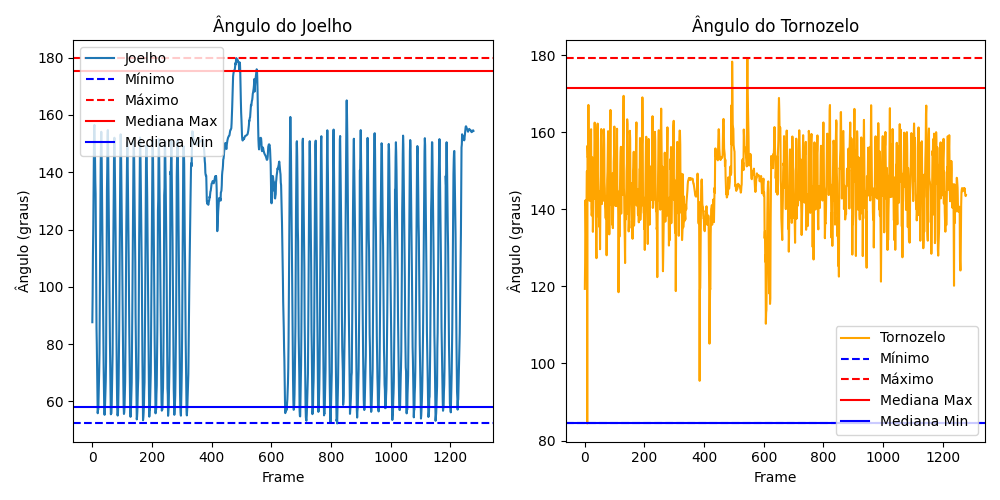 Ângulo do Joelho
Joelho
Mínimo
Máximo
Mediana Max
Mediana Min
180
160
140
120
100
80
60
Ângulo (graus)
0 200 400 600 800 1000 1200
Frame
Ângulo do Tornozelo
180
160
140
120
100
80
Ângulo (graus)
Tornozelo
Mínimo
Máximo
Mediana Max
Mediana Min
0 200 400 600 800 1000 1200
Frame